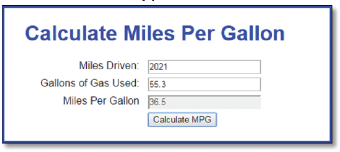 Calculate Miles Per Gallon
Miles Driven: 2021
Gallons of Gas Used: 55.3
Miles Per Gallon 36.5
Calculate MPG